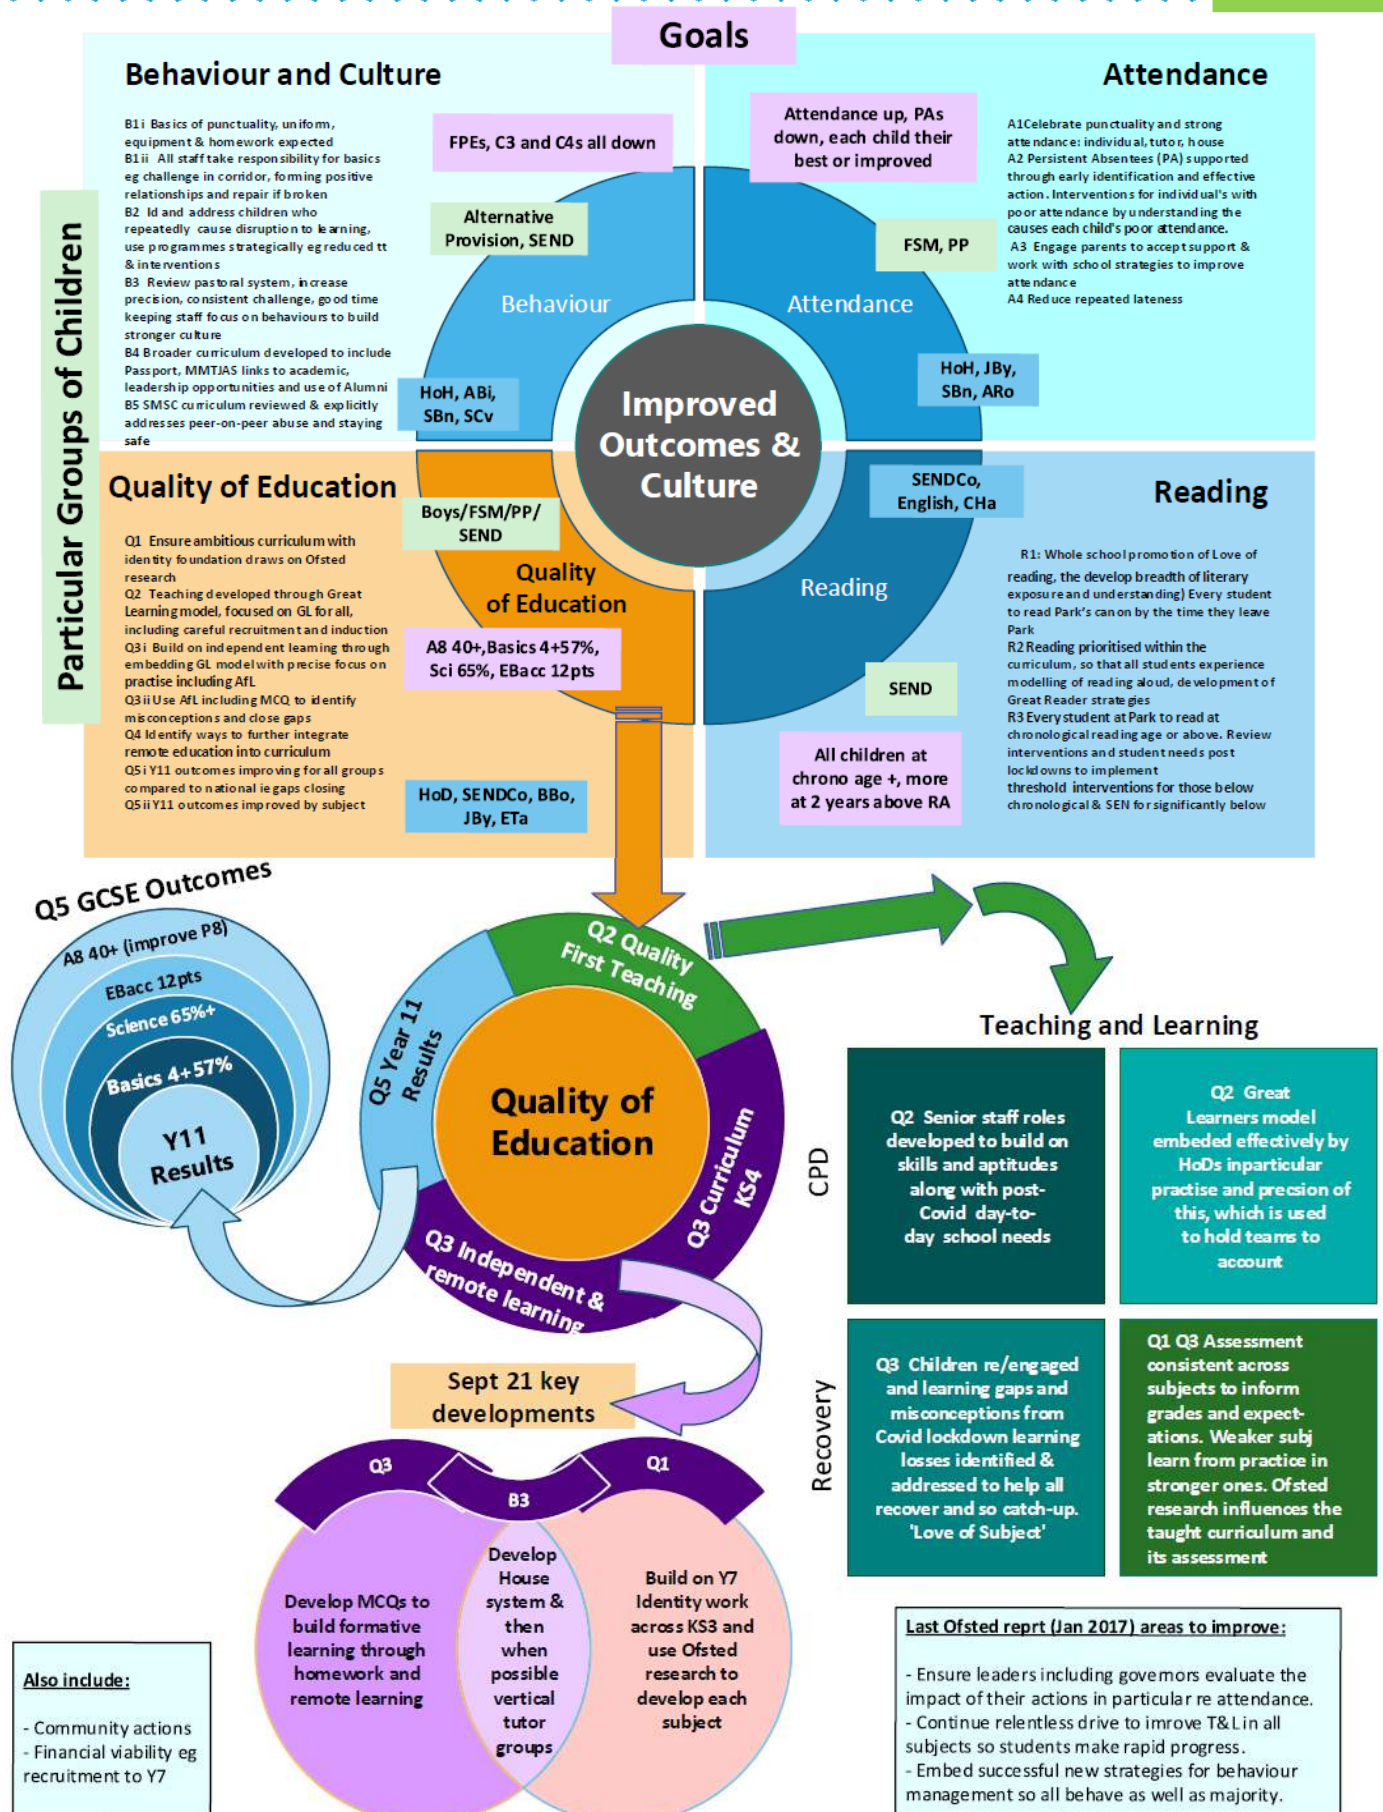 Goals
Behaviour and Culture
B1i Basics of punctuality, uniform,
equipment & homework expected
B1ii All staff take responsibility for basics
eg challenge in corridor, forming positive
relationships and repair if broken
B2 Id and address children who
repeatedly cause disruption to learning,
use programmes strategically eg reduced tt
& interventions
B3 Review pastoral system, increase
precision, consistent challenge, good time
keeping staff focus on behaviours to build
stronger culture
B4 Broader curriculum developed to include
Passport, MMTJAS links to academic,
leadership opportunities and use of Alumni
B5 SMSC curriculum reviewed & explicitly
addresses peer-on-peer abuse and staying
safe
FPEs, C3 and C4s all down
Alternative
Provision, SEND
Behaviour
HoH, ABi,
SBn, SCv
Attendance
Attendance up, PAs
down, each child their
best or improved
A1Celebrate punctuality and strong
attendance: individual, tutor, house
A2 Persistent Absentees (PA) supported
through early identification and effective
action. Interventions for individual's with
poor attendance by understanding the
causes each child's poor attendance.
A3 Engage parents to accept support &
work with school strategies to improve
attendance
A4 Reduce repeated lateness
FSM, PP
Attendance
HoH, JBy,
SBn, ARo
Particular Groups of Children
Improved
Outcomes &
Culture
Quality of Education
Q1 Ensure ambitious curriculum with
identity foundation draws on Ofsted
research
Q2 Teaching developed through Great
Learning model, focused on GL for all,
including careful recruitment and induction
Q3i Build on independent learning through
embedding GL model with precise focus on
practise including AfL
Q3ii Use AfL including MCQ to identify
misconceptions and close gaps
Q4 Identify ways to further integrate
remote education into curriculum
Q5i Y11 outcomes improving for all groups
compared to national ie gaps closing
Q5ii Y11 outcomes improved by subject
Boys/FSM/PP/
SEND
Quality
of Education
A8 40+,Basics 4+57%,
Sci 65%, EBacc 12pts
HoD, SENDCo, BBo,
JBy, ETa
Reading
SENDCo,
English, CHa
Reading
SEND
All children at
chrono age +, more
at 2 years above RA
R1: Whole school promotion of Love of
reading, the develop breadth of literary
exposure and understanding) Every student
to read Park's canon by the time they leave
Park
R2 Reading prioritised within the
curriculum, so that all students experience
modelling of reading aloud, development of
Great Reader strategies
R3 Every student at Park to read at
chronological reading age or above. Review
interventions and student needs post
lockdowns to implement
threshold interventions for those below
chronological & SEN for significantly below
Q5 GCSE Outcomes
A8 40+ (improve P8)
EBacc 12pts
Science 65%+
Basics 4+57%
Y11
Results
Q2 Quality
First Teaching
Q5 Year 11
Results
Quality of
Education
Q3 Curriculum
KS4
Q3 Independent &
remote learning
Teaching and Learning
CPD
Q2 Senior staff roles
developed to build on
skills and aptitudes
along with post-
Covid day-to-
day school needs
Q2 Great
Learners model
embeded effectively by
HoDs inparticular
practise and precsion of
this, which is used
to hold teams to
account
Recovery
Q3 Children re/engaged
and learning gaps and
misconceptions from
Covid lockdown learning
losses identified &
addressed to help all
recover and so catch-up.
'Love of Subject'
Q1 Q3 Assessment
consistent across
subjects to inform
grades and expect-
ations. Weaker subj
learn from practice in
stronger ones. Ofsted
research influences the
taught curriculum and
its assessment
Sept 21 key
developments
Q3
B3
Q1
Develop MCQs to
build formative
learning through
homework and
remote learning
Develop
House
system &
then
when
possible
vertical
tutor
groups
Build on Y7
Identity work
across KS3 and
use Ofsted
research to
develop each
subject
Also include:
- Community actions
- Financial viability eg
recruitment to Y7
Last Ofsted reprt (Jan 2017) areas to improve:
- Ensure leaders including governors evaluate the
impact of their actions in particular re attendance.
- Continue relentless drive to imrove T&L in all
subjects so students make rapid progress.
- Embed successful new strategies for behaviour
management so all behave as well as majority.